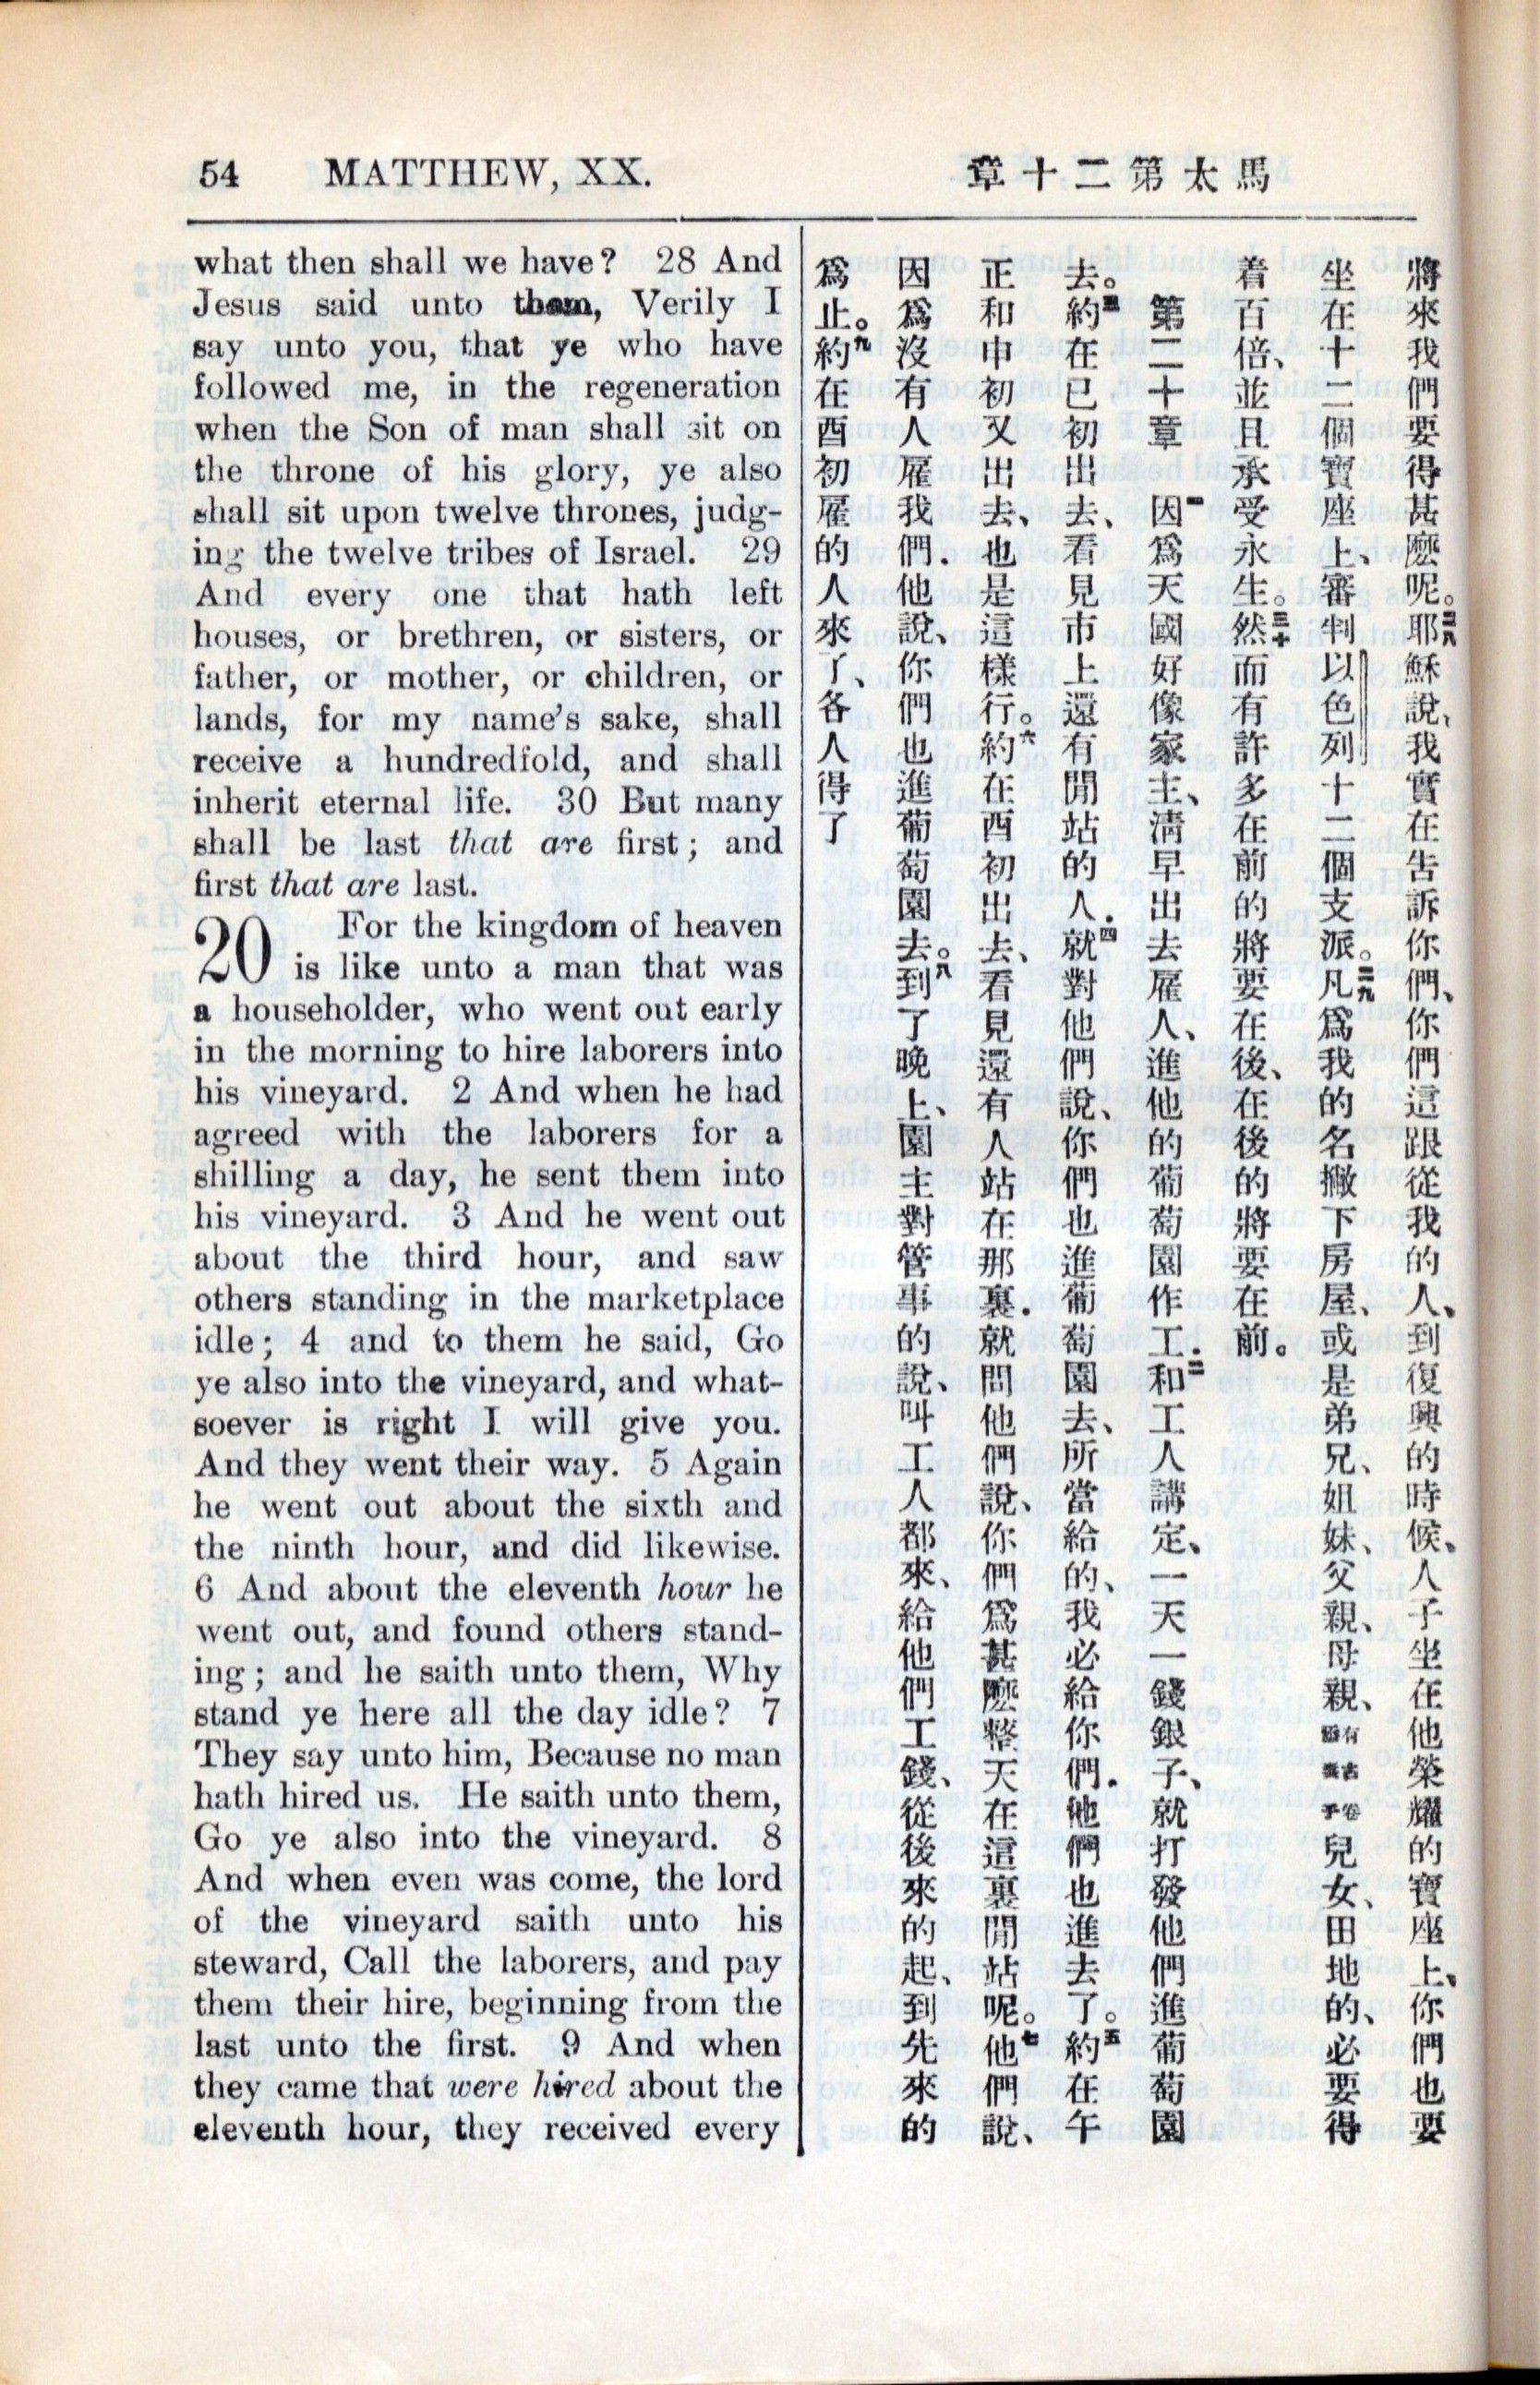 54 MATTHEW, XX.
章十二第太馬
what then shall we have? 28 And
Jesus said unto them, Verily I
say unto you, that ye who have
followed me, in the regeneration
when the Son of man shall sit on
the throne of his glory, ye also
shall sit upon twelve thrones, judg-
ing the twelve tribes of Israel. 29
And every one that hath left
houses, or brethren, or sisters, or
father, or mother, or children, or
lands, for my name's sake, shall
receive a hundredfold, and shall
inherit eternal life. 30 But many
shall be last that are first; and
first that are last.
20 For the kingdom of heaven
is like unto a man that was
a householder, who went out early
in the morning to hire laborers into
his vineyard. 2 And when he had
agreed with the laborers for a
shilling a day, he sent them into
his vineyard. 3 And he went out
about the third hour, and saw
others standing in the marketplace
idle; 4 and to them he said, Go
ye also into the vineyard, and what-
soever is right I will give you.
And they went their way. 5 Again
he went out about the sixth and
the ninth hour, and did likewise.
6 And about the eleventh hour he
went out, and found others stand-
ing; and he saith unto them, Why
stand ye here all the day idle? 7
They say unto him, Because no man
hath hired us. He saith unto them,
Go ye also into the vineyard. 8
And when even was come, the lord
of the vineyard saith unto his
steward, Call the laborers, and pay
them their hire, beginning from the
last unto the first. 9 And when
they came that were hired about the
eleventh hour, they received every
將來我們要得甚麽呢。二八耶穌說、我實在告訴你們、你們這跟從我的人、到復興的時候、人子坐在他榮耀的寶座上、你們也要
坐在十二個寶座上、審判以色列十二個支派。二九凡爲我的名撇下房屋、或是弟兄、姐妹、父親、母親、有古卷添妻子兒女、田地的、必要得
着百倍、並且承受永生。三十然而有許多在前的將要在後、在後的將要在前。
第二十章 一因爲天國好像家主、淸早出去雇人、進他的葡萄園作工.二和工人講定、一天一錢銀子、就打發他們進葡萄園
去。三約在巳初出去、看見市上還有閒站的人.四就對他們說、你們也進葡萄園去、所當給的、我必給你們.他們也進去了。五約在午
正和申初又出去、也是這樣行。六約在酉初出去、看見還有人站在那裏.就問他們說、你們爲甚麽整天在這裏閒站呢。七他們說、
因爲沒有人雇我們.他說、你們也進葡萄園去。八到了晚上、園主對管事的說、叫工人都來、給他們工錢、從後來的起、到先來的
爲止。九約在酉初雇的人來了、各人得了